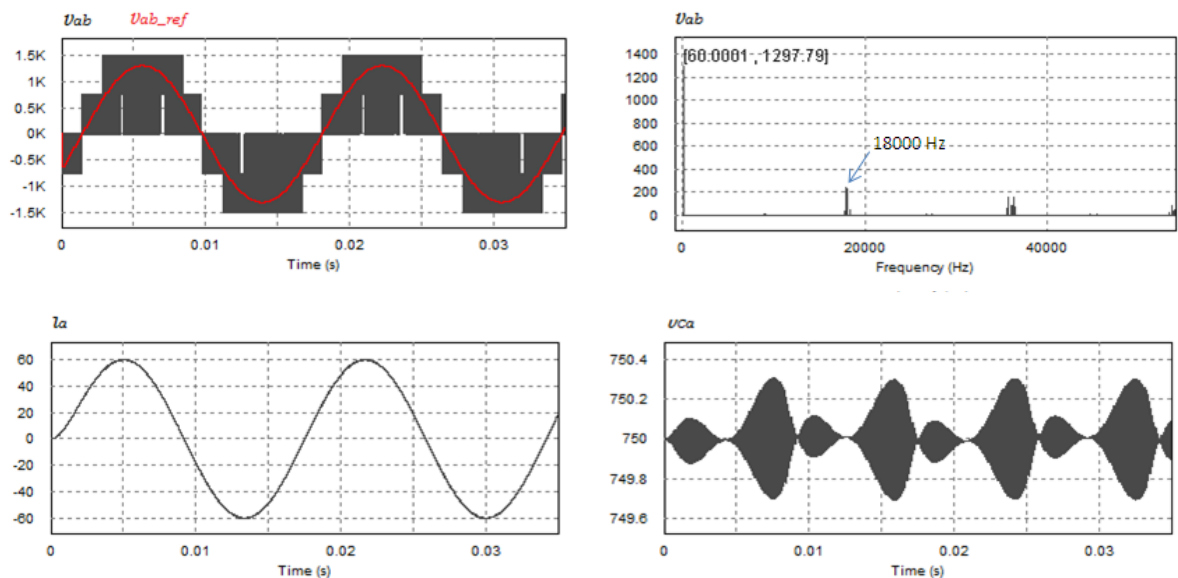 vab vab_ref
1.5K
1K
0.5K
0K
-0.5K
-1K
-1.5K
0 0.01 0.02 0.03
Time (s)
vab
[60.0001 , 1297.79]
1400
1200
1000
800
600
400
200
0
18000 Hz
0 20000 40000
Frequency (Hz)
Ia
60
40
20
0
-20
-40
-60
0 0.01 0.02 0.03
Time (s)
vCa
750.4
750.2
750
749.8
749.6
0 0.01 0.02 0.03
Time (s)